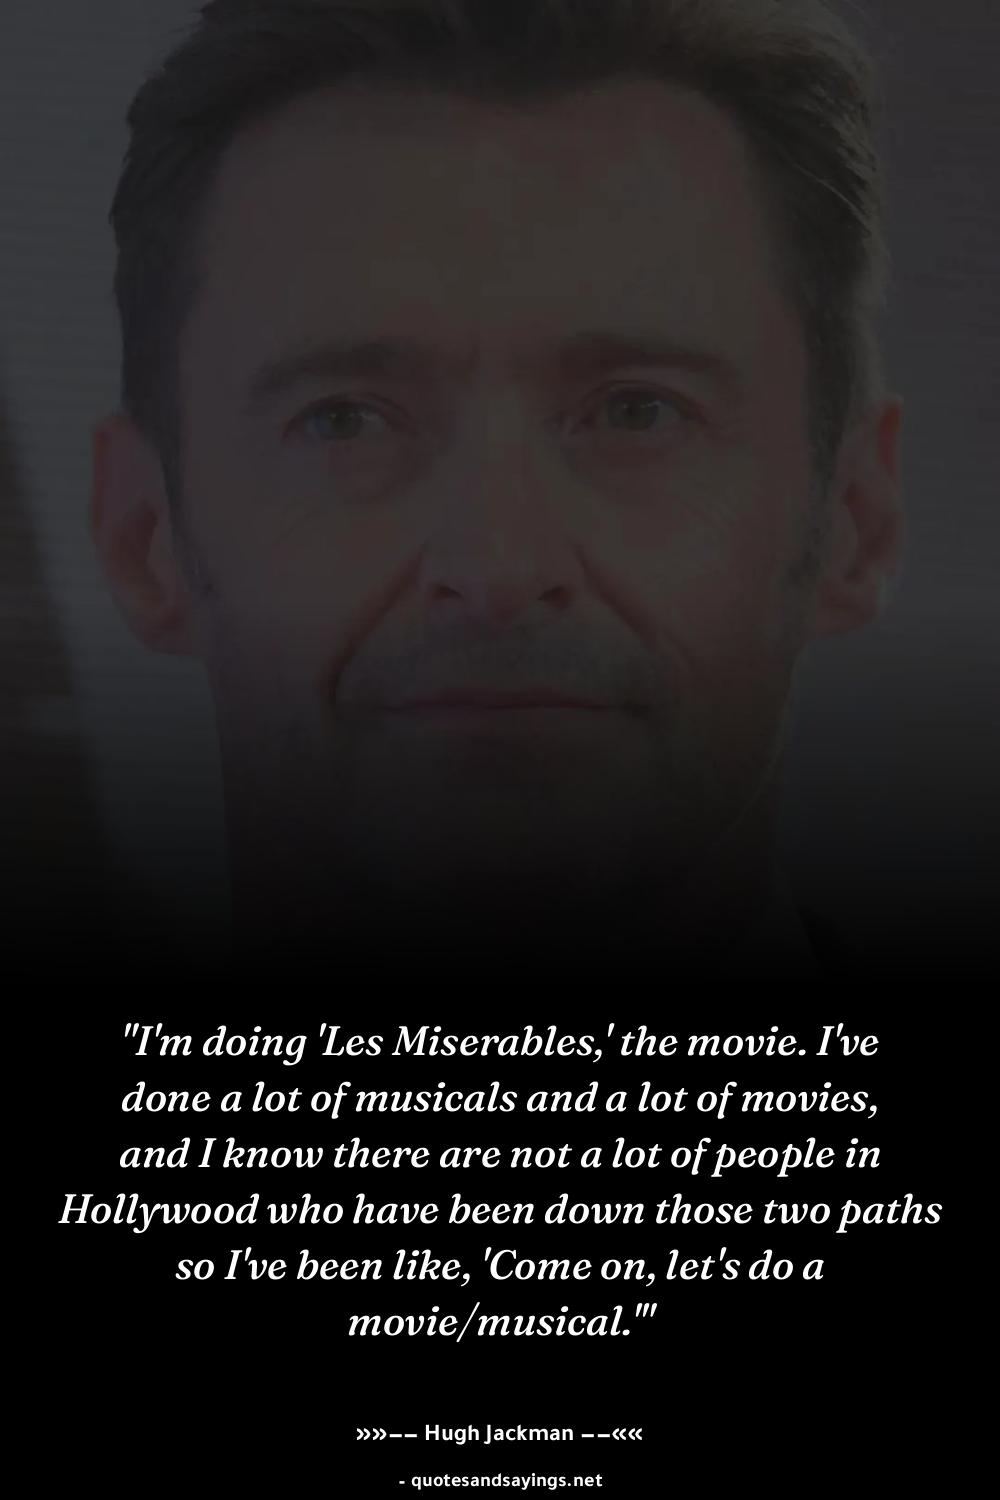 "I'm doing 'Les Miserables,' the movie. I've
done a lot of musicals and a lot of movies,
and I know there are not a lot of people in
Hollywood who have been down those two paths
so I've been like, 'Come on, let's do a
movie/musical.'"
»»–– Hugh Jackman ––««
- quotesandsayings.net